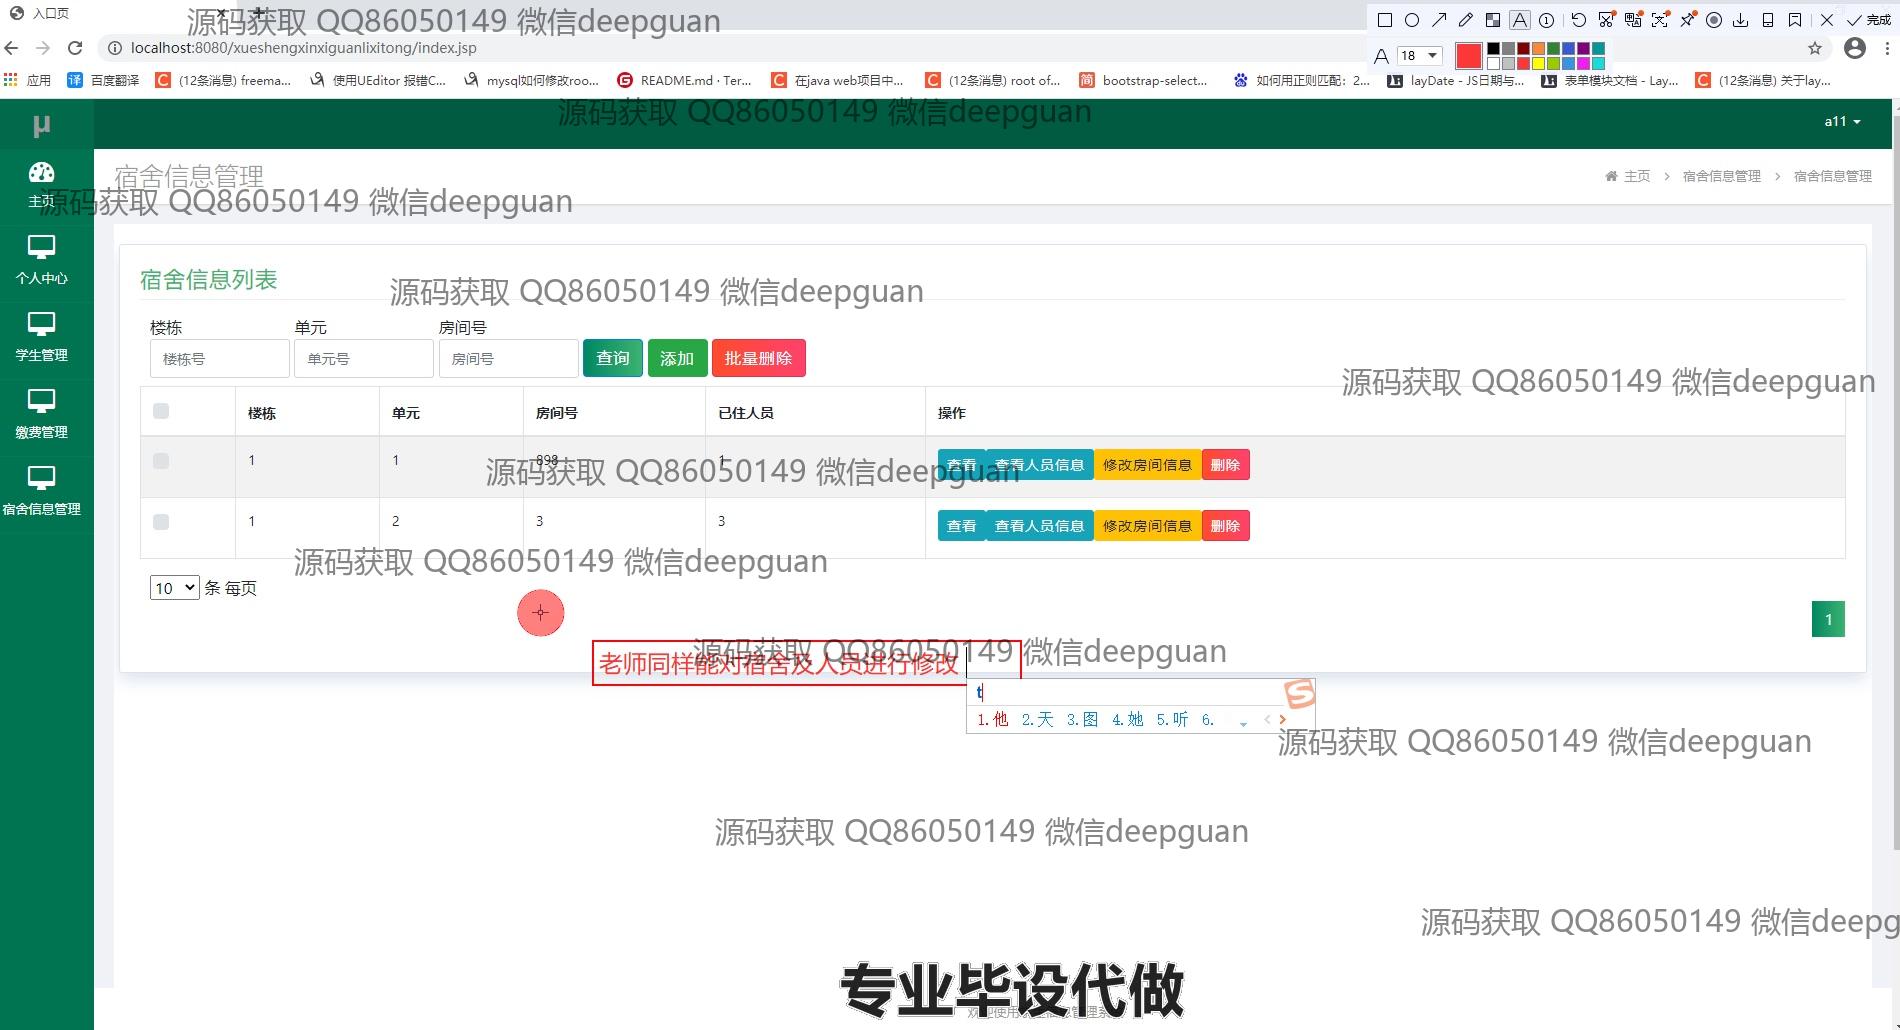 入口页
源码获取 QQ86050149 微信deepguan
完成
localhost:8080/xueshengxinxiguanlixitong/index.jsp
A 18
应用 百度翻译 (12条消息) freema... 使用UEditor 报错C... mysql如何修改roo... README.md · Ter... 在java web项目中... (12条消息) root of... bootstrap-select... 如何用正则匹配：2... layDate - JS日期与... 表单模块文档 - Lay... (12条消息) 关于lay...
源码获取 QQ86050149 微信deepguan
μ
a11
宿舍信息管理
主页 > 宿舍信息管理 > 宿舍信息管理
主页
源码获取 QQ86050149 微信deepguan
个人中心
宿舍信息列表
源码获取 QQ86050149 微信deepguan
楼栋 单元 房间号
学生管理
楼栋号 单元号 房间号 查询 添加 批量删除
源码获取 QQ86050149 微信deepguan
楼栋 单元 房间号 已住人员 操作
缴费管理
1 1 898 1 查看 查看人员信息 修改房间信息 删除
源码获取 QQ86050149 微信deepguan
宿舍信息管理
1 2 3 3 查看 查看人员信息 修改房间信息 删除
源码获取 QQ86050149 微信deepguan
10 条 每页
1
源码获取 QQ86050149 微信deepguan
老师同样能对宿舍及人员进行修改
t
1.他 2.天 3.图 4.她 5.听 6.
源码获取 QQ86050149 微信deepguan
源码获取 QQ86050149 微信deepguan
源码获取 QQ86050149 微信deepg
专业毕设代做